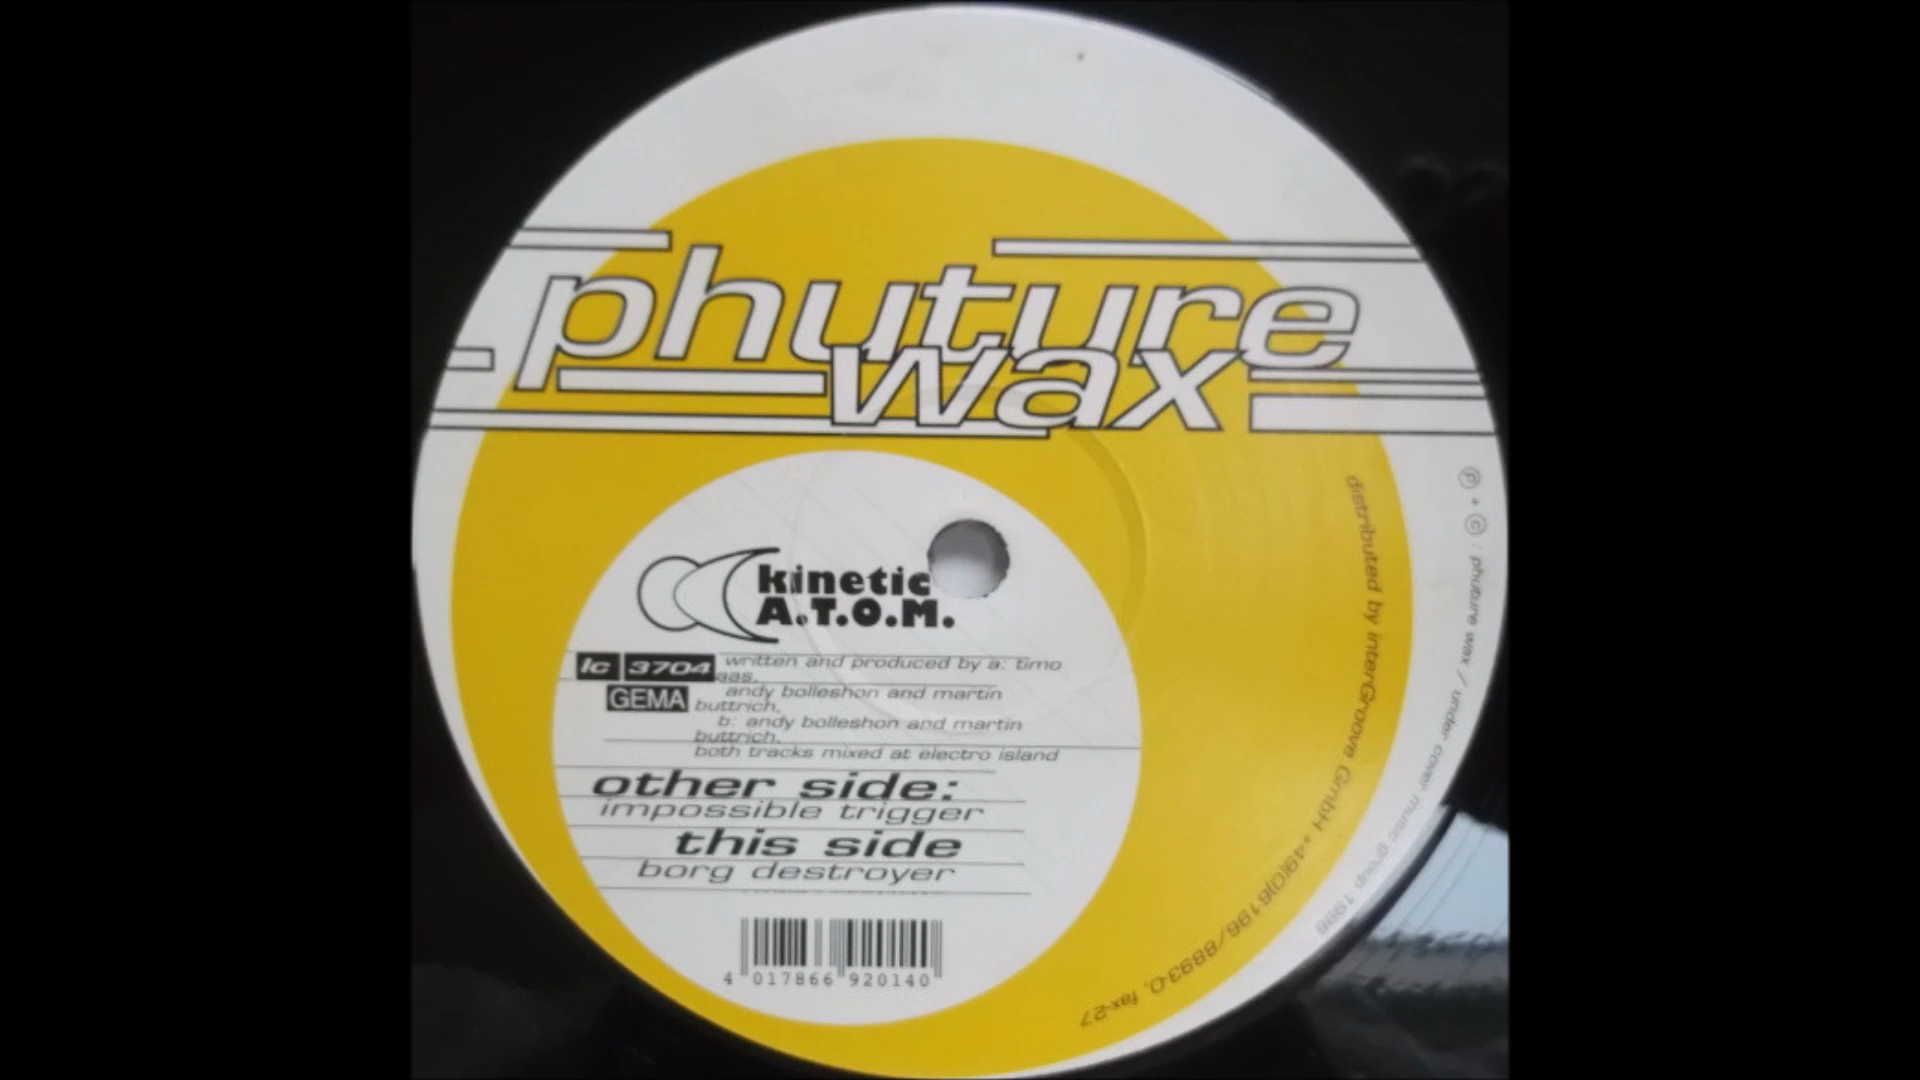 phuture
wax
kinetic
A.T.O.M.
lc 3704 written and produced by a: timo
aas,
GEMA andy bolleshon and martin
buttrich,
b: andy bolleshon and martin
buttrich,
both tracks mixed at electro island
other side:
impossible trigger
this side
borg destroyer
4 017866 920140
distributed by interGroove GmbH +49(0)6196/8893-0, fax-27
Ⓟ + Ⓒ : phuture wax / under cover music group 1998